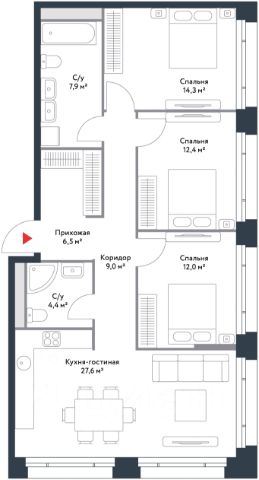 С/у
7,9 м²
Спальня
14,3 м²
Спальня
12,4 м²
Прихожая
6,5 м²
Коридор
9,0 м²
Спальня
12,0 м²
С/у
4,4 м²
Кухня-гостиная
27,6 м²